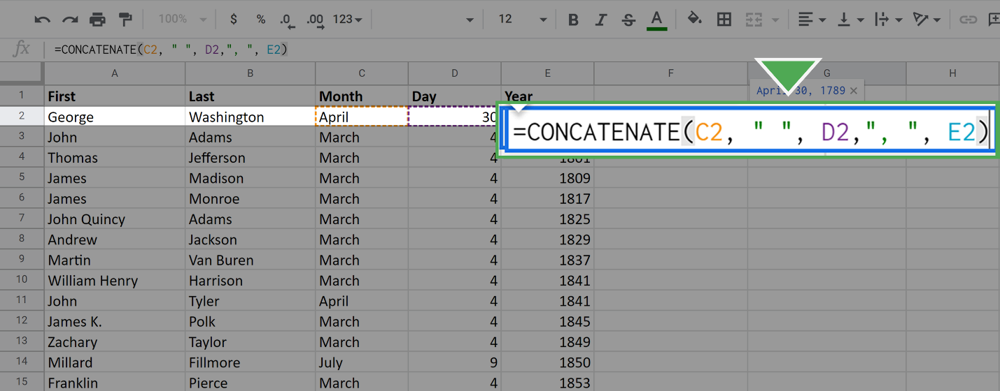 100% $ % .0 .00 123 12 B I S A
fx =CONCATENATE(C2, " ", D2,", ", E2)
A B C D E F G H
1 First Last Month Day Year April 30, 1789 ×
2 George Washington April 30 =CONCATENATE(C2, " ", D2,", ", E2)
3 John Adams March 4
4 Thomas Jefferson March 4 1801
5 James Madison March 4 1809
6 James Monroe March 4 1817
7 John Quincy Adams March 4 1825
8 Andrew Jackson March 4 1829
9 Martin Van Buren March 4 1837
10 William Henry Harrison March 4 1841
11 John Tyler April 4 1841
12 James K. Polk March 4 1845
13 Zachary Taylor March 4 1849
14 Millard Fillmore July 9 1850
15 Franklin Pierce March 4 1853